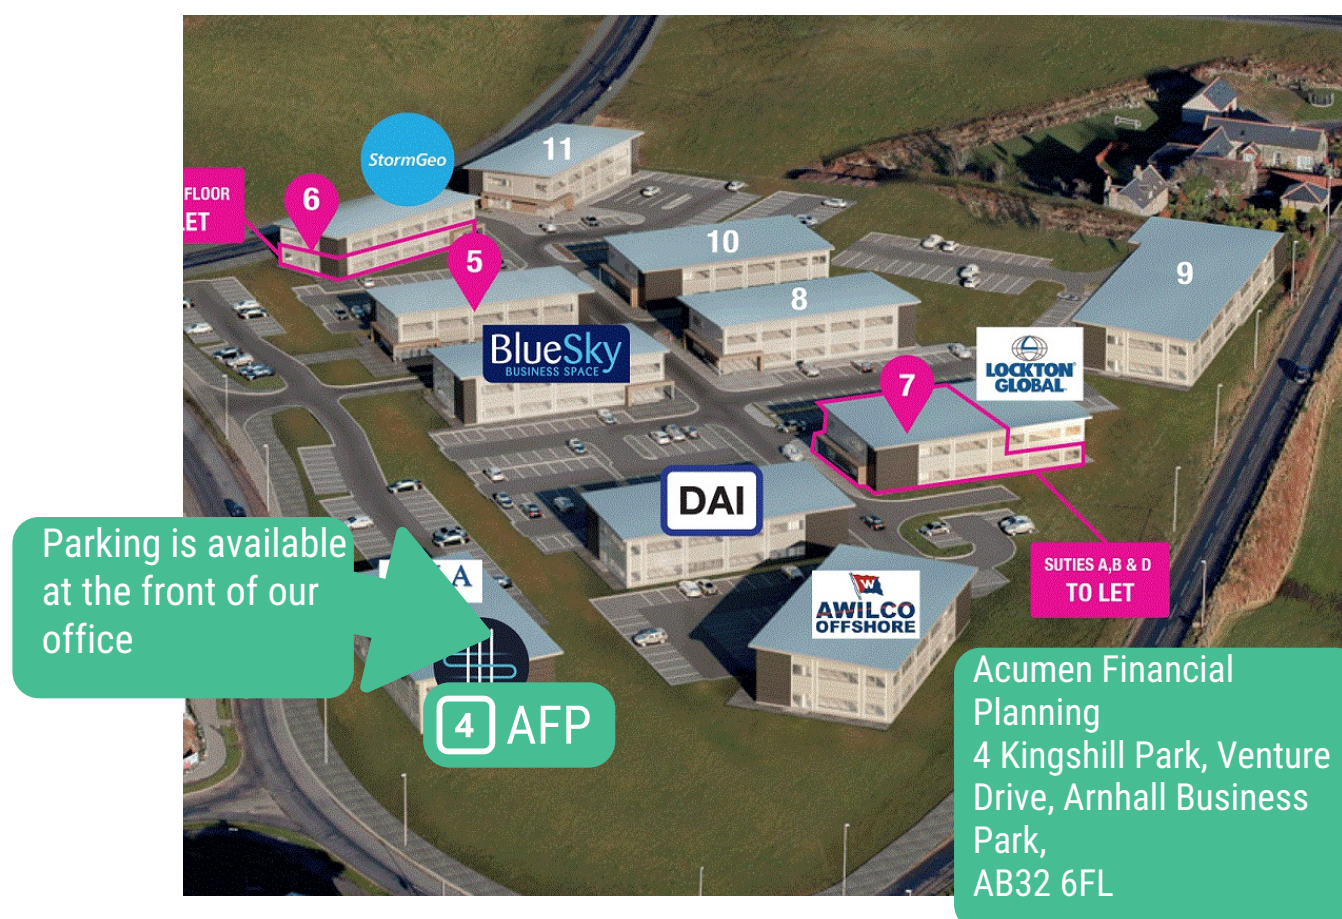 StormGeo
11
FLOOR
LET
6
10
5
9
8
BlueSky
BUSINESS SPACE
LOCKTON
GLOBAL
7
DAI
Parking is available
at the front of our
office
A
SUTIES A,B & D
TO LET
W
AWILCO
OFFSHORE
4 AFP
Acumen Financial
Planning
4 Kingshill Park, Venture
Drive, Arnhall Business
Park,
AB32 6FL